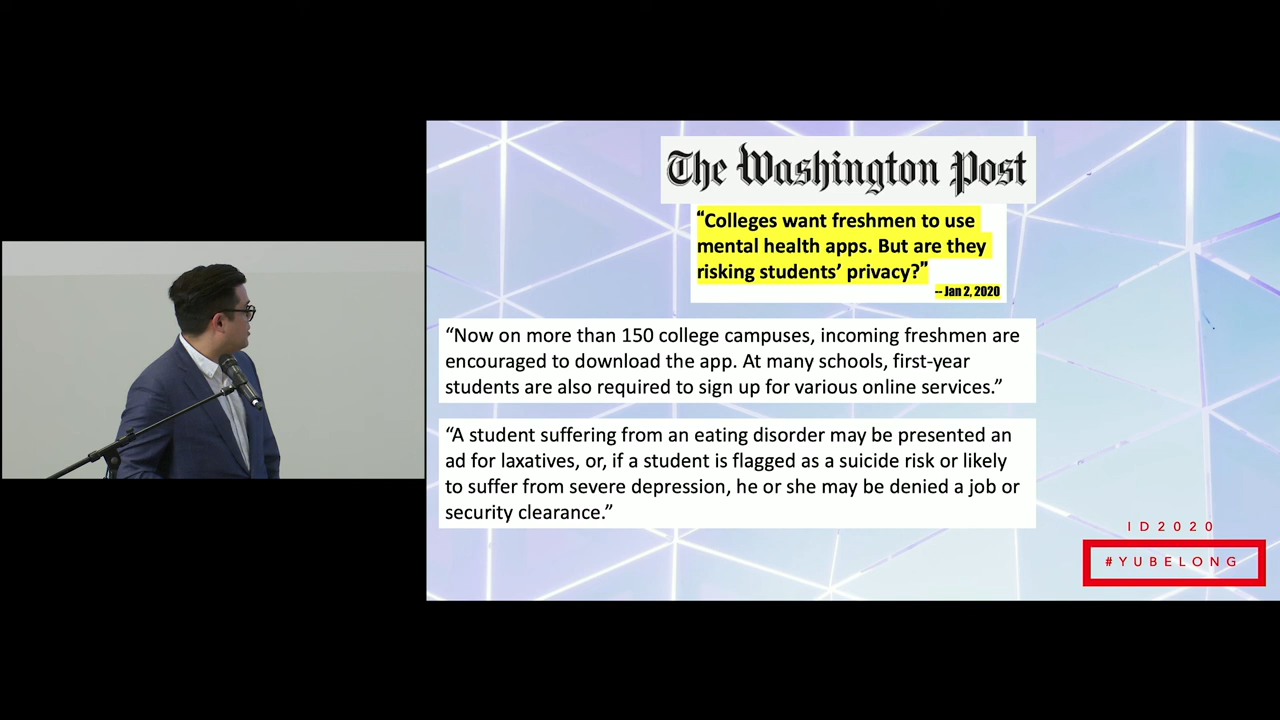 The Washington Post
“Colleges want freshmen to use
mental health apps. But are they
risking students’ privacy?”
-- Jan 2, 2020
“Now on more than 150 college campuses, incoming freshmen are
encouraged to download the app. At many schools, first-year
students are also required to sign up for various online services.”
“A student suffering from an eating disorder may be presented an
ad for laxatives, or, if a student is flagged as a suicide risk or likely
to suffer from severe depression, he or she may be denied a job or
security clearance.”
ID2020
#YUBELONG